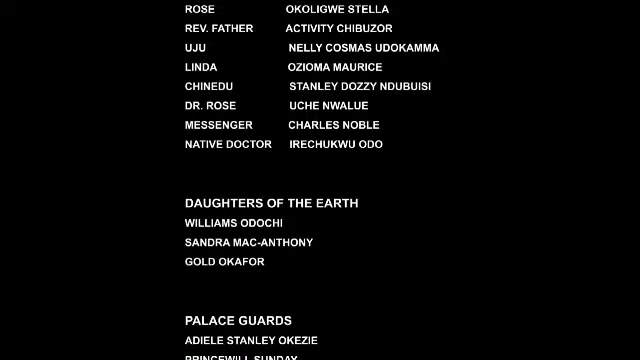 ROSE OKOLIGWE STELLA
REV. FATHER ACTIVITY CHIBUZOR
UJU NELLY COSMAS UDOKAMMA
LINDA OZIOMA MAURICE
CHINEDU STANLEY DOZZY NDUBUISI
DR. ROSE UCHE NWALUE
MESSENGER CHARLES NOBLE
NATIVE DOCTOR IRECHUKWU ODO
DAUGHTERS OF THE EARTH
WILLIAMS ODOCHI
SANDRA MAC-ANTHONY
GOLD OKAFOR
PALACE GUARDS
ADIELE STANLEY OKEZIE
PRINCEWILL SUNDAY